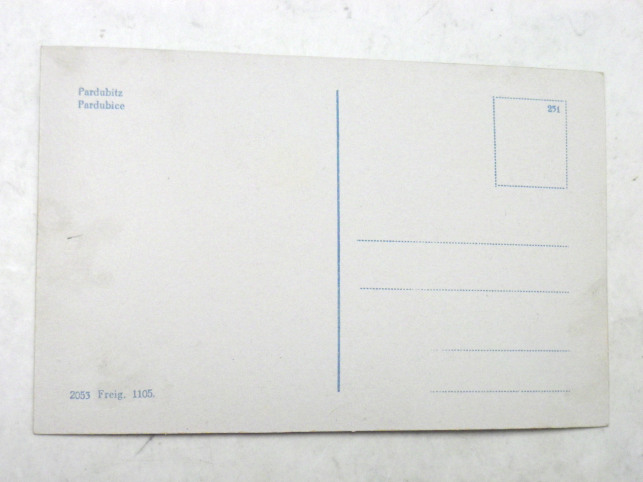 Pardubitz
Pardubice
251
2053 Freig. 1105.